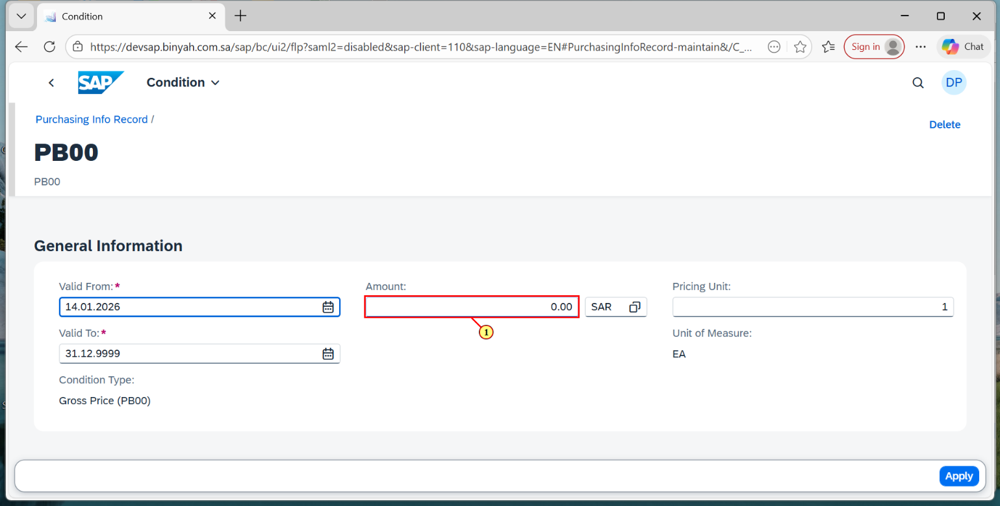 Condition
https://devsap.binyah.com.sa/sap/bc/ui2/flp?saml2=disabled&sap-client=110&sap-language=EN#PurchasingInfoRecord-maintain&/C_...
Sign in
Chat
SAP
Condition
DP
Purchasing Info Record /
Delete
PB00
PB00
General Information
Valid From:*
Amount:
Pricing Unit:
14.01.2026
0.00
SAR
1
1
Valid To:*
Unit of Measure:
31.12.9999
EA
Condition Type:
Gross Price (PB00)
Apply